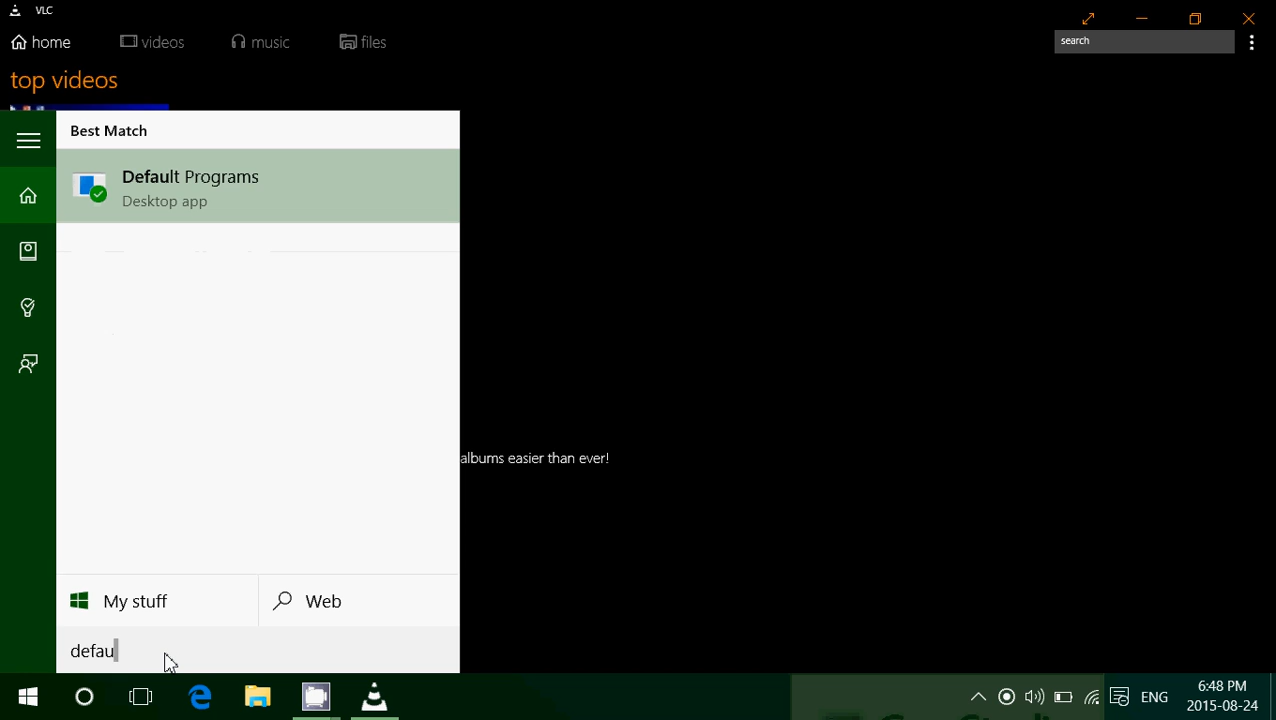 VLC
home videos music files
search
top videos
Best Match
Default Programs
Desktop app
albums easier than ever!
My stuff Web
defau
ENG
6:48 PM
2015-08-24